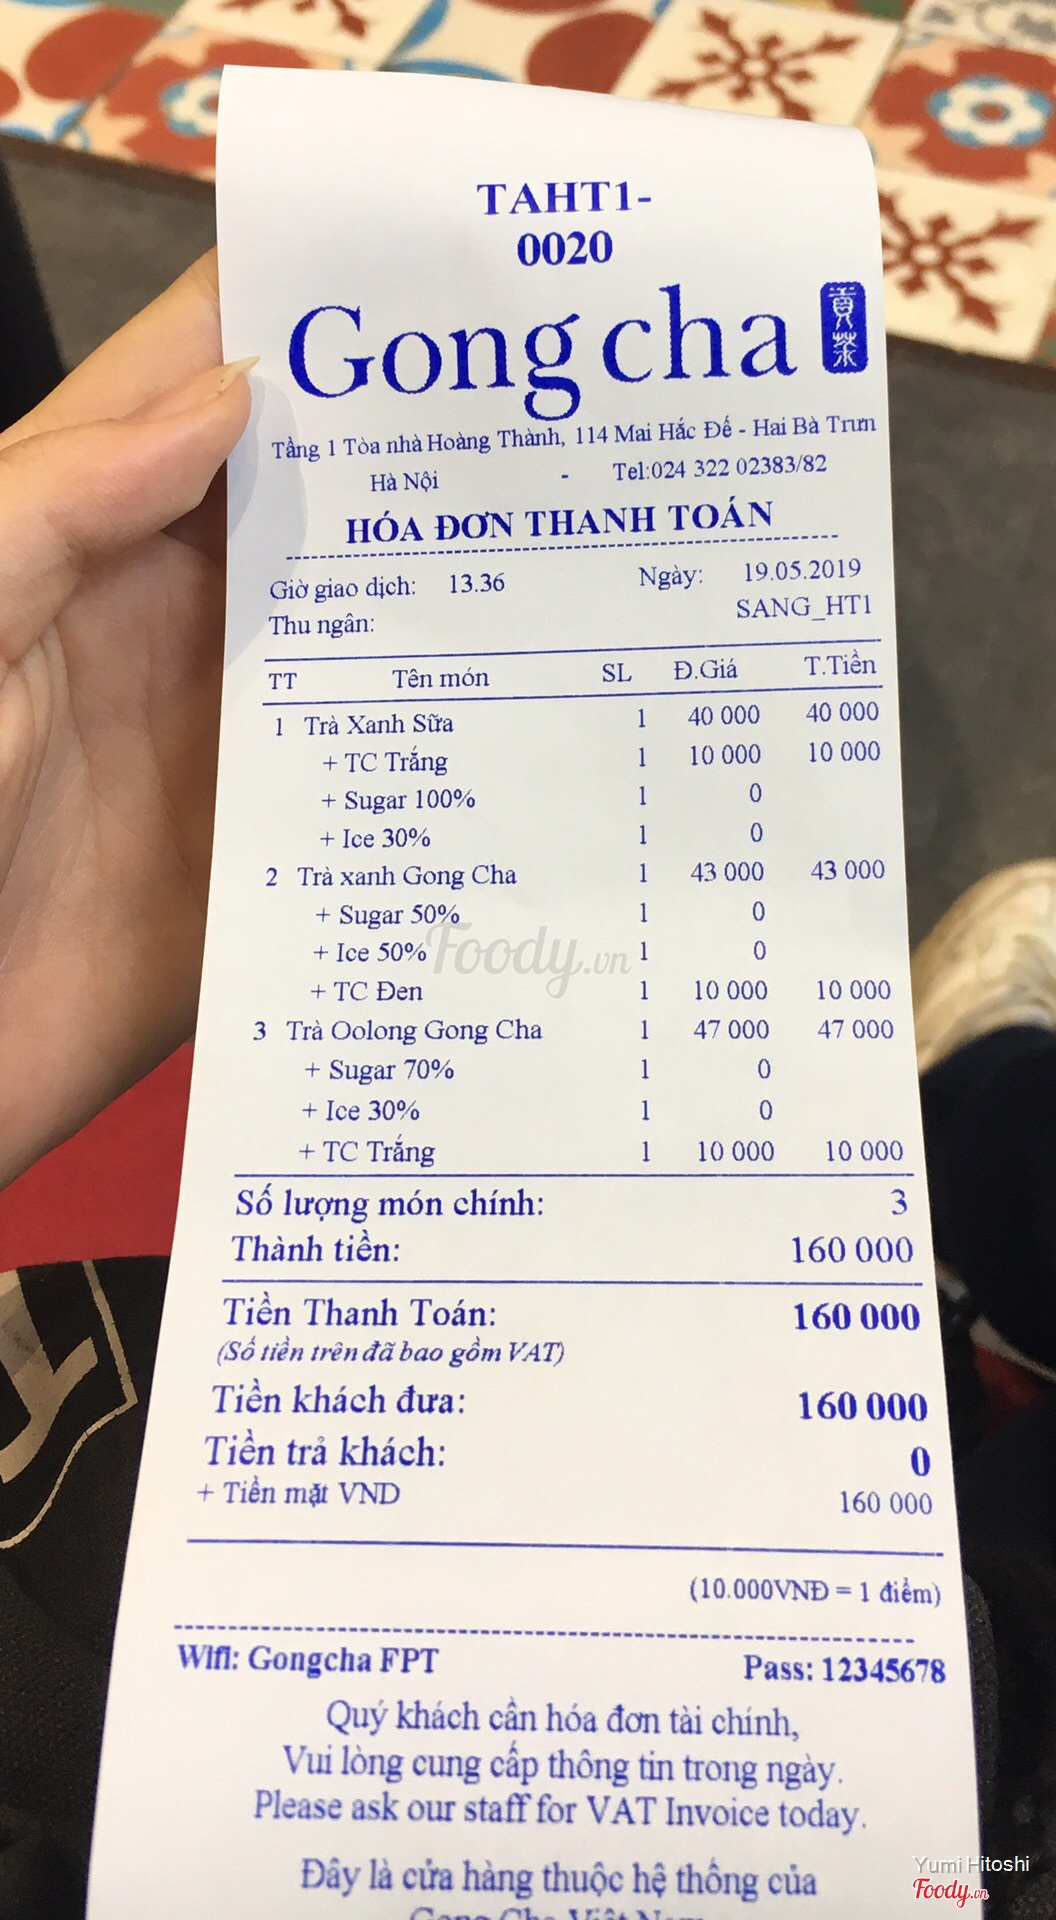 TAHT1-
0020
Gong cha 貢茶
Tầng 1 Tòa nhà Hoàng Thành, 114 Mai Hắc Đế - Hai Bà Trưn
Hà Nội - Tel:024 322 02383/82
HÓA ĐƠN THANH TOÁN
Giờ giao dịch: 13.36 Ngày: 19.05.2019
Thu ngân: SANG_HT1
TT Tên món SL Đ.Giá T.Tiền
1 Trà Xanh Sữa 1 40 000 40 000
+ TC Trắng 1 10 000 10 000
+ Sugar 100% 1 0
+ Ice 30% 1 0
2 Trà xanh Gong Cha 1 43 000 43 000
+ Sugar 50% 1 0
+ Ice 50% 1 0
+ TC Đen 1 10 000 10 000
3 Trà Oolong Gong Cha 1 47 000 47 000
+ Sugar 70% 1 0
+ Ice 30% 1 0
+ TC Trắng 1 10 000 10 000
Số lượng món chính: 3
Thành tiền: 160 000
Tiền Thanh Toán: 160 000
(Số tiền trên đã bao gồm VAT)
Tiền khách đưa: 160 000
Tiền trả khách: 0
+ Tiền mặt VND 160 000
(10.000VNĐ = 1 điểm)
Wifi: Gongcha FPT Pass: 12345678
Quý khách cần hóa đơn tài chính,
Vui lòng cung cấp thông tin trong ngày.
Please ask our staff for VAT Invoice today.
Đây là cửa hàng thuộc hệ thống của
Gong Cha Việt Nam
Foody.vn
Yumi Hitoshi
Foody.vn